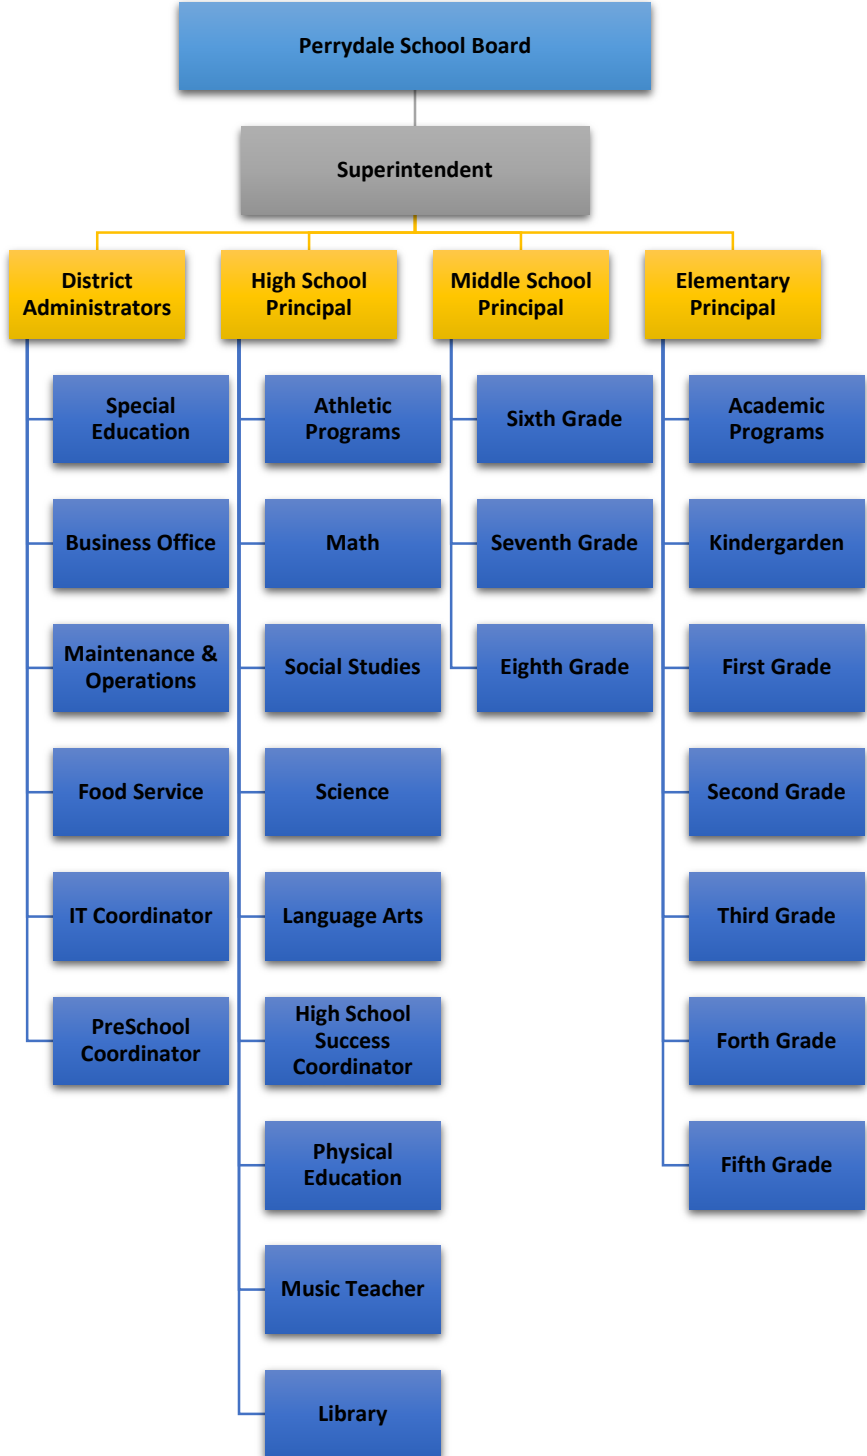 Perrydale School Board
Superintendent
District
Administrators
High School
Principal
Middle School
Principal
Elementary
Principal
Special
Education
Athletic
Programs
Sixth Grade
Academic
Programs
Business Office
Math
Seventh Grade
Kindergarden
Maintenance &
Operations
Social Studies
Eighth Grade
First Grade
Food Service
Science
Second Grade
IT Coordinator
Language Arts
Third Grade
PreSchool
Coordinator
High School
Success
Coordinator
Forth Grade
Physical
Education
Fifth Grade
Music Teacher
Library